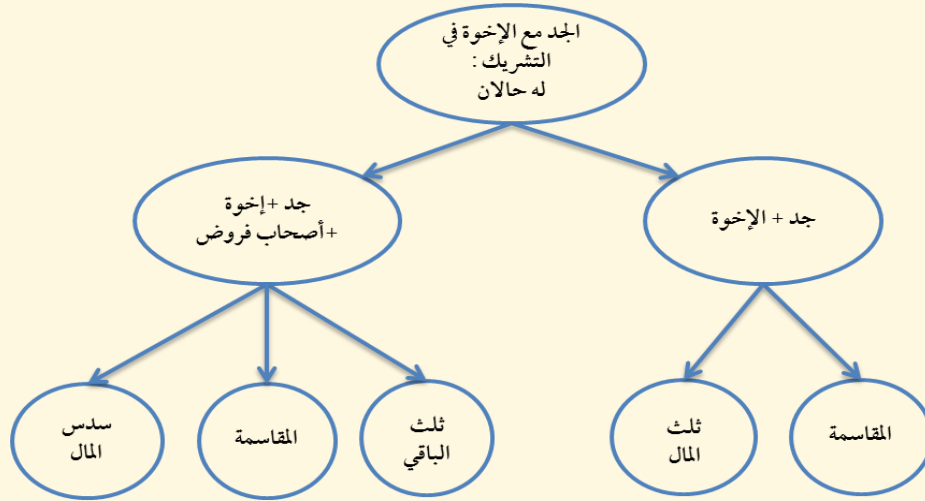 الجد مع الإخوة في
التشريك :
له حالان
جد + الإخوة
جد +إخوة
+أصحاب فروض
المقاسمة
ثلث
المال
ثلث
الباقي
المقاسمة
سدس
المال